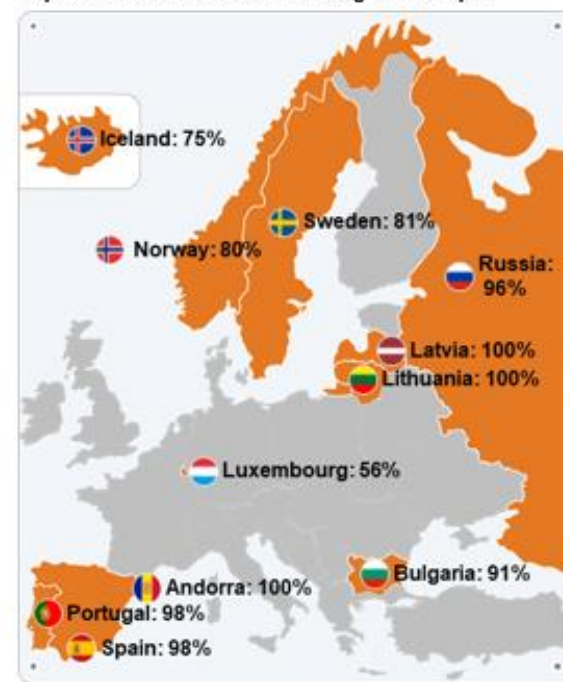 Iceland: 75%
Sweden: 81%
Norway: 80%
Russia:
96%
Latvia: 100%
Lithuania: 100%
Luxembourg: 56%
Bulgaria: 91%
Andorra: 100%
Portugal: 98%
Spain: 98%